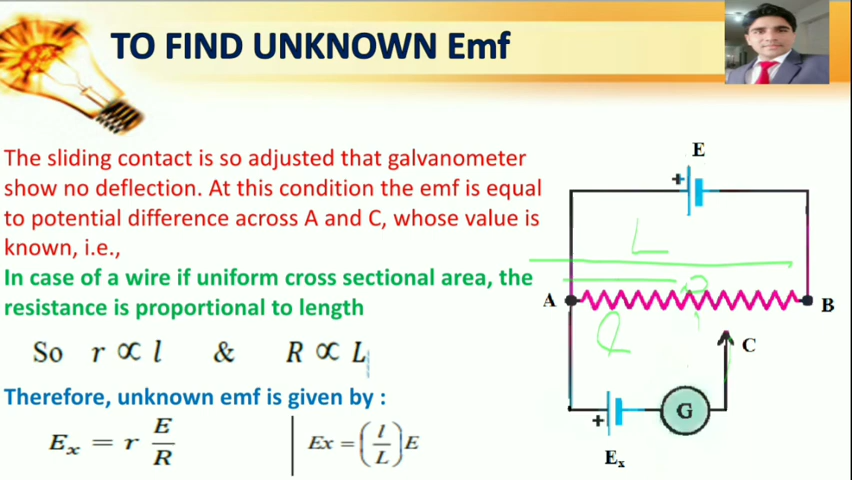 TO FIND UNKNOWN Emf
The sliding contact is so adjusted that galvanometer
show no deflection. At this condition the emf is equal
to potential difference across A and C, whose value is
known, i.e.,
In case of a wire if uniform cross sectional area, the
resistance is proportional to length
So r ∝ l & R ∝ L
Therefore, unknown emf is given by :
Eₓ = r E/R
Ex = (l/L) E
E
+
L
A
B
C
+
G
Eₓ